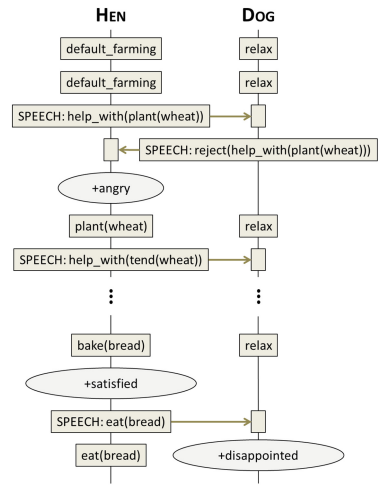 HEN DOG
default_farming relax
default_farming relax
SPEECH: help_with(plant(wheat))
SPEECH: reject(help_with(plant(wheat)))
+angry
plant(wheat) relax
SPEECH: help_with(tend(wheat))
bake(bread) relax
+satisfied
SPEECH: eat(bread)
eat(bread) +disappointed